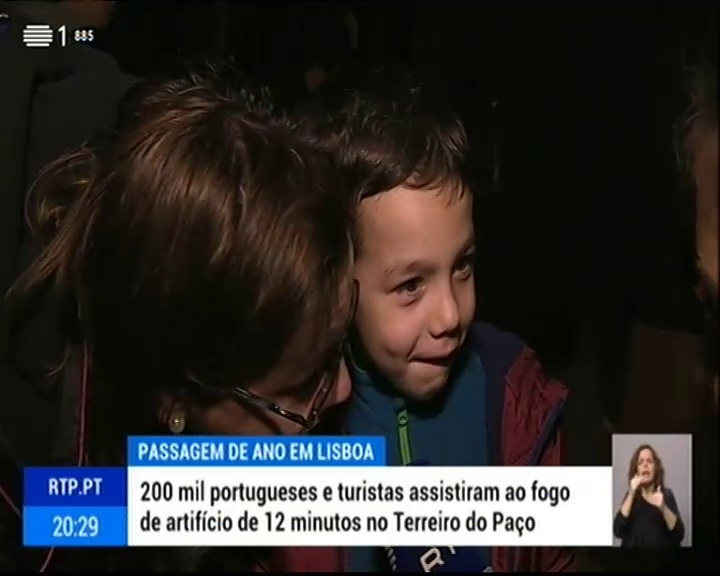 1 885
PASSAGEM DE ANO EM LISBOA
RTP.PT
200 mil portugueses e turistas assistiram ao fogo
de artifício de 12 minutos no Terreiro do Paço
20:29